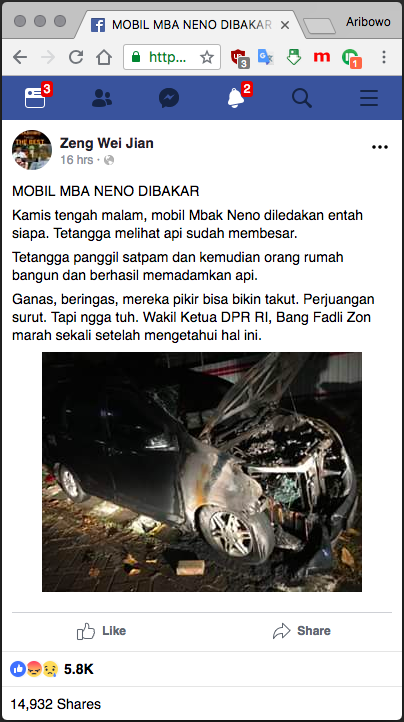 MOBIL MBA NENO DIBAKAR
Aribowo
http...
3
m
1
3
2
THE BEST
Zeng Wei Jian
16 hrs ·
MOBIL MBA NENO DIBAKAR
Kamis tengah malam, mobil Mbak Neno diledakan entah
siapa. Tetangga melihat api sudah membesar.
Tetangga panggil satpam dan kemudian orang rumah
bangun dan berhasil memadamkan api.
Ganas, beringas, mereka pikir bisa bikin takut. Perjuangan
surut. Tapi ngga tuh. Wakil Ketua DPR RI, Bang Fadli Zon
marah sekali setelah mengetahui hal ini.
Like
Share
5.8K
14,932 Shares